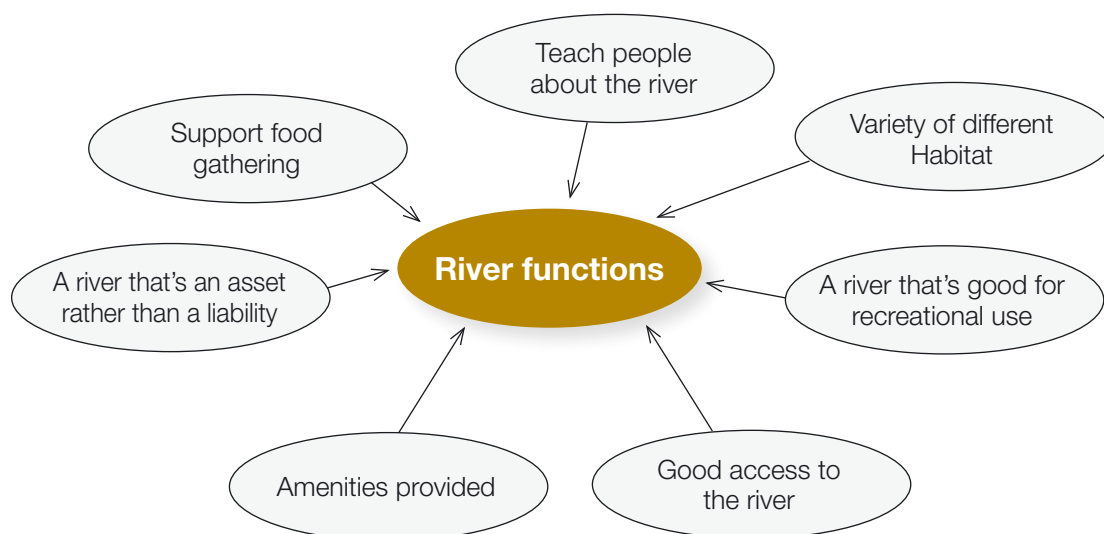 Teach people
about the river
Support food
gathering
Variety of different
Habitat
River functions
A river that’s an asset
rather than a liability
A river that’s good for
recreational use
Amenities provided
Good access to
the river